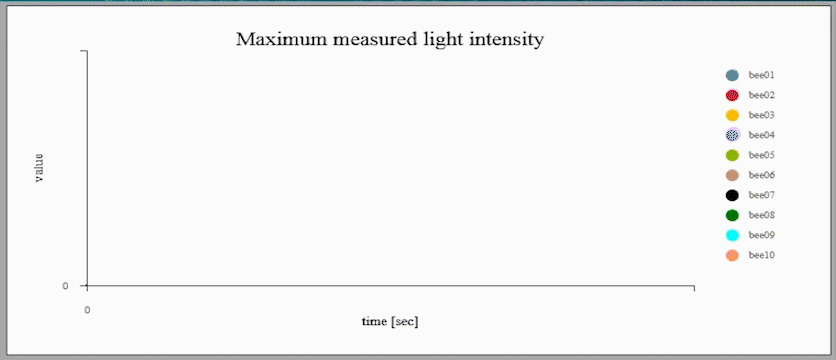 Maximum measured light intensity
value
bee01
bee02
bee03
bee04
bee05
bee06
bee07
bee08
bee09
bee10
0
0
time [sec]